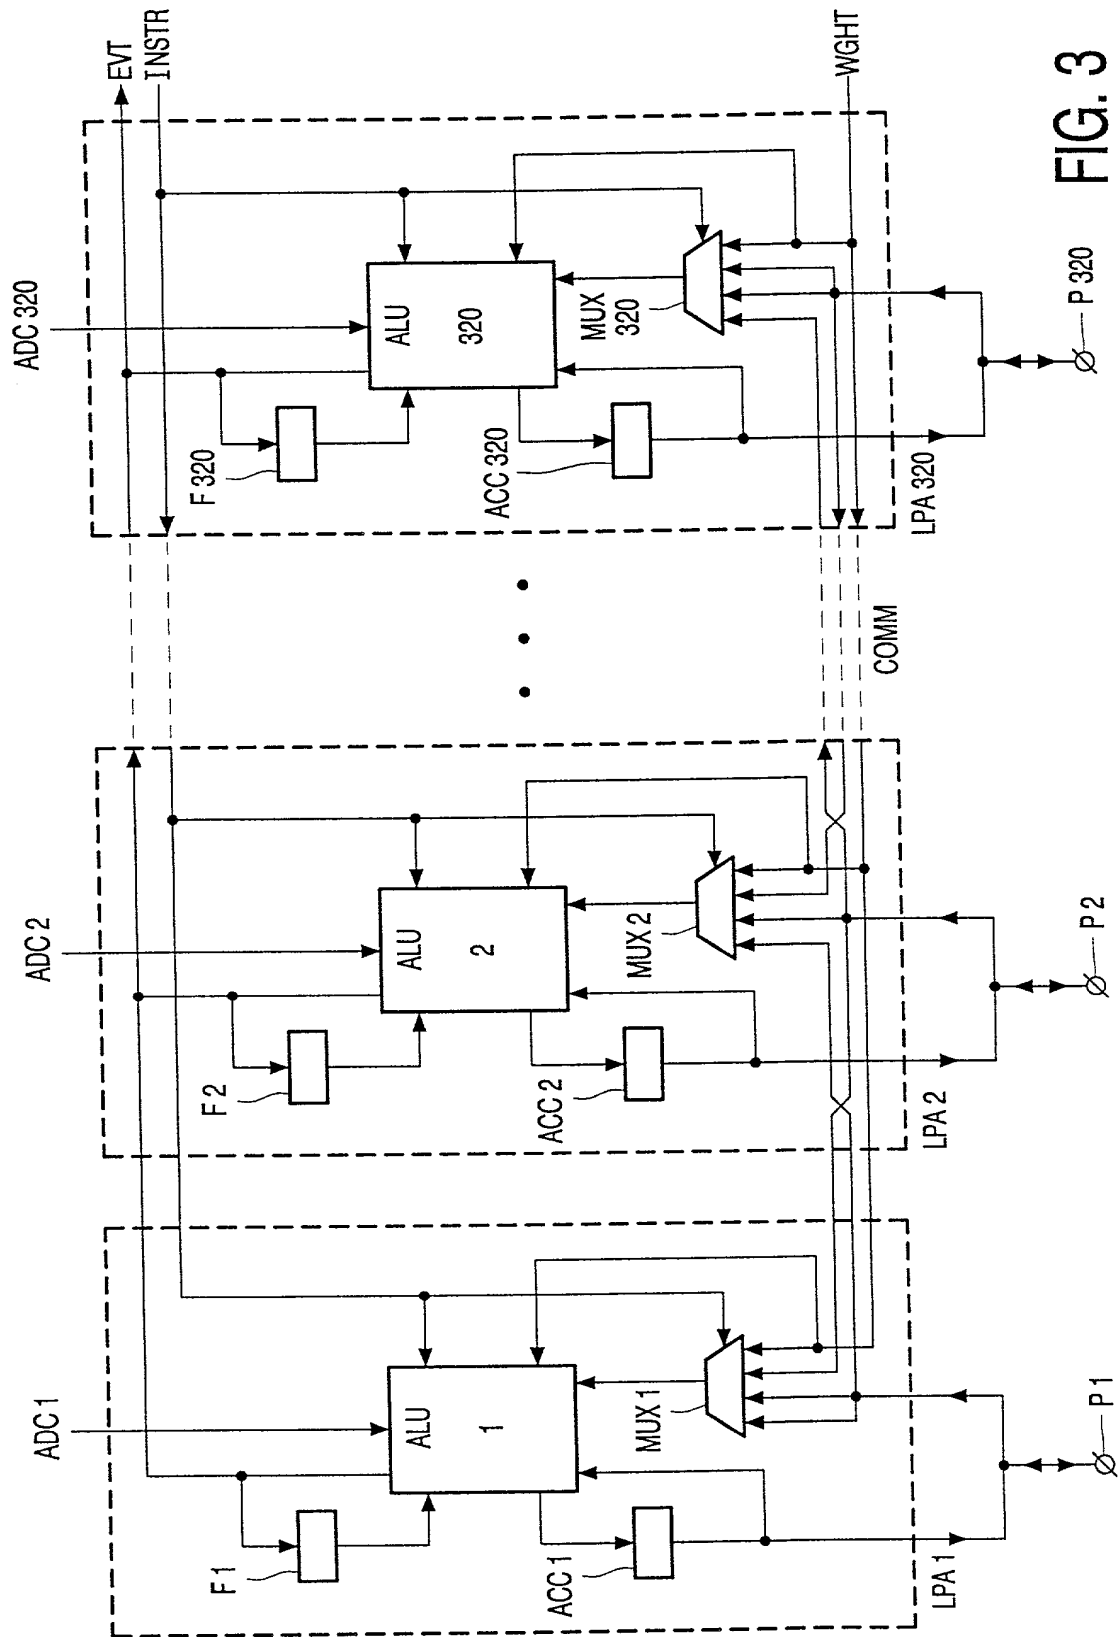 ADC 1
ADC 2
ADC 320
EVT
INSTR
F 1
ALU
1
F 2
ALU
2
F 320
ALU
320
ACC 1
MUX 1
ACC 2
MUX 2
ACC 320
MUX
320
WGHT
LPA 1
LPA 2
COMM
LPA 320
P 1
P 2
P 320
FIG. 3